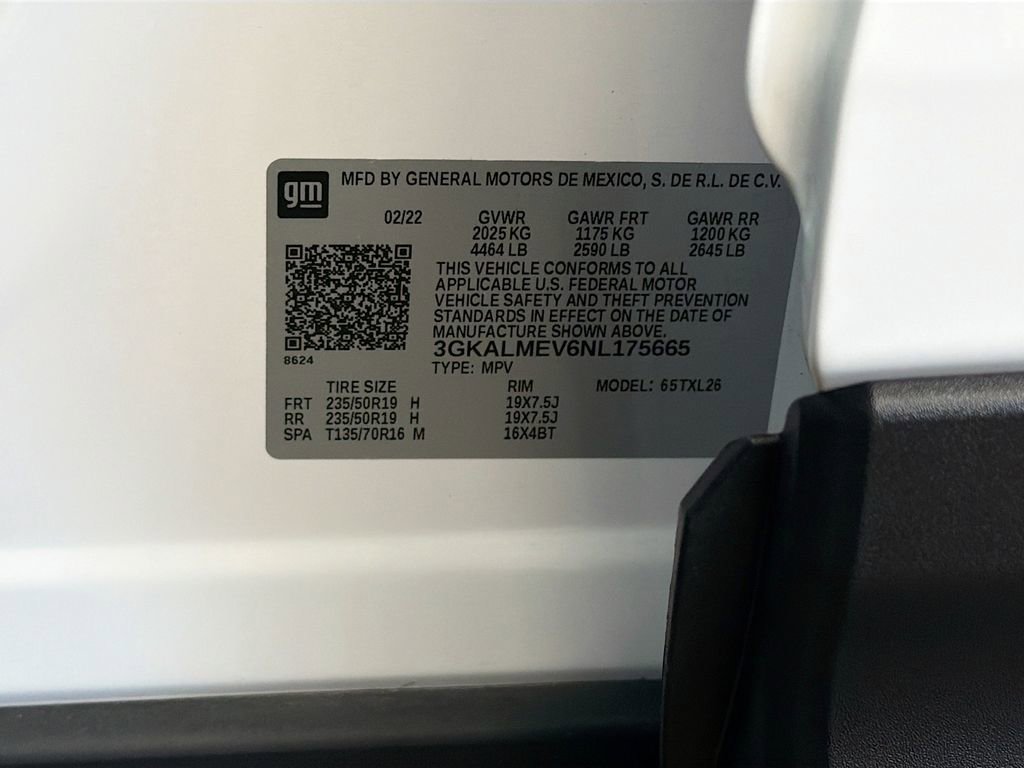 gm MFD BY GENERAL MOTORS DE MEXICO, S. DE R.L. DE C.V.
02/22 GVWR GAWR FRT GAWR RR
2025 KG 1175 KG 1200 KG
4464 LB 2590 LB 2645 LB
THIS VEHICLE CONFORMS TO ALL
APPLICABLE U.S. FEDERAL MOTOR
VEHICLE SAFETY AND THEFT PREVENTION
STANDARDS IN EFFECT ON THE DATE OF
MANUFACTURE SHOWN ABOVE.
3GKALMEV6NL175665
8624
TYPE: MPV
TIRE SIZE RIM MODEL: 65TXL26
FRT 235/50R19 H 19X7.5J
RR 235/50R19 H 19X7.5J
SPA T135/70R16 M 16X4BT